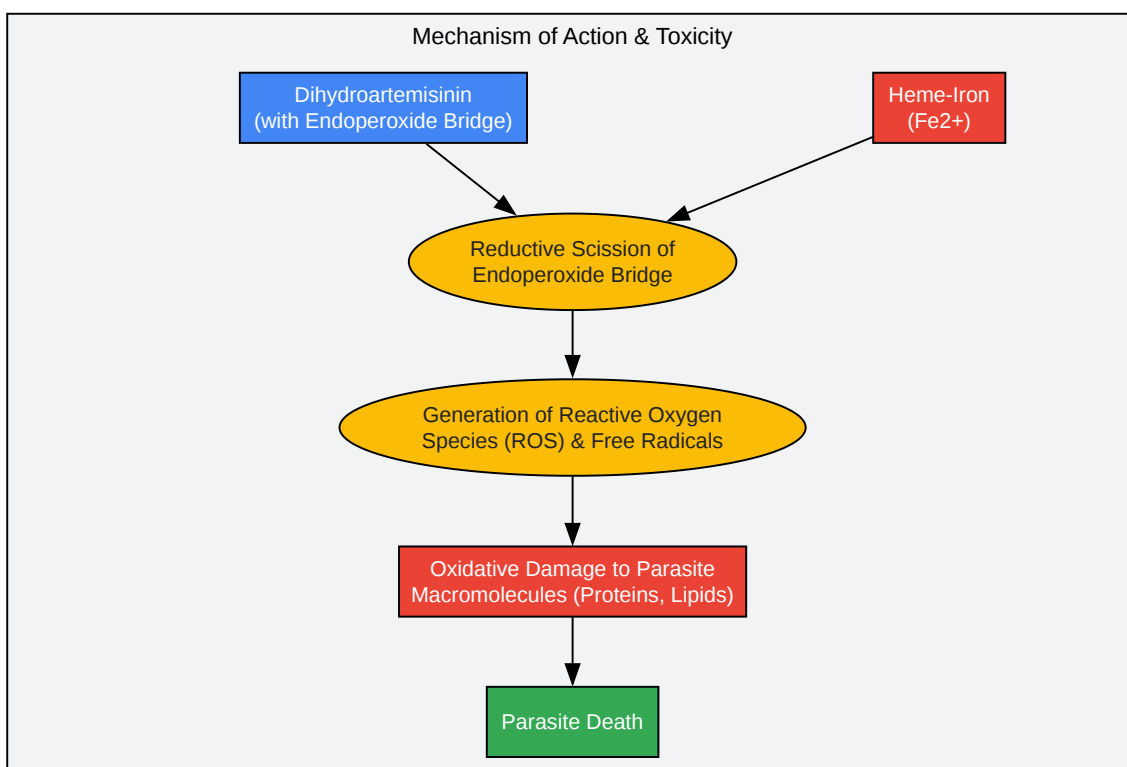 Mechanism of Action & Toxicity
Dihydroartemisinin
(with Endoperoxide Bridge)
Heme-Iron
(Fe2+)
Reductive Scission of
Endoperoxide Bridge
Generation of Reactive Oxygen
Species (ROS) & Free Radicals
Oxidative Damage to Parasite
Macromolecules (Proteins, Lipids)
Parasite Death